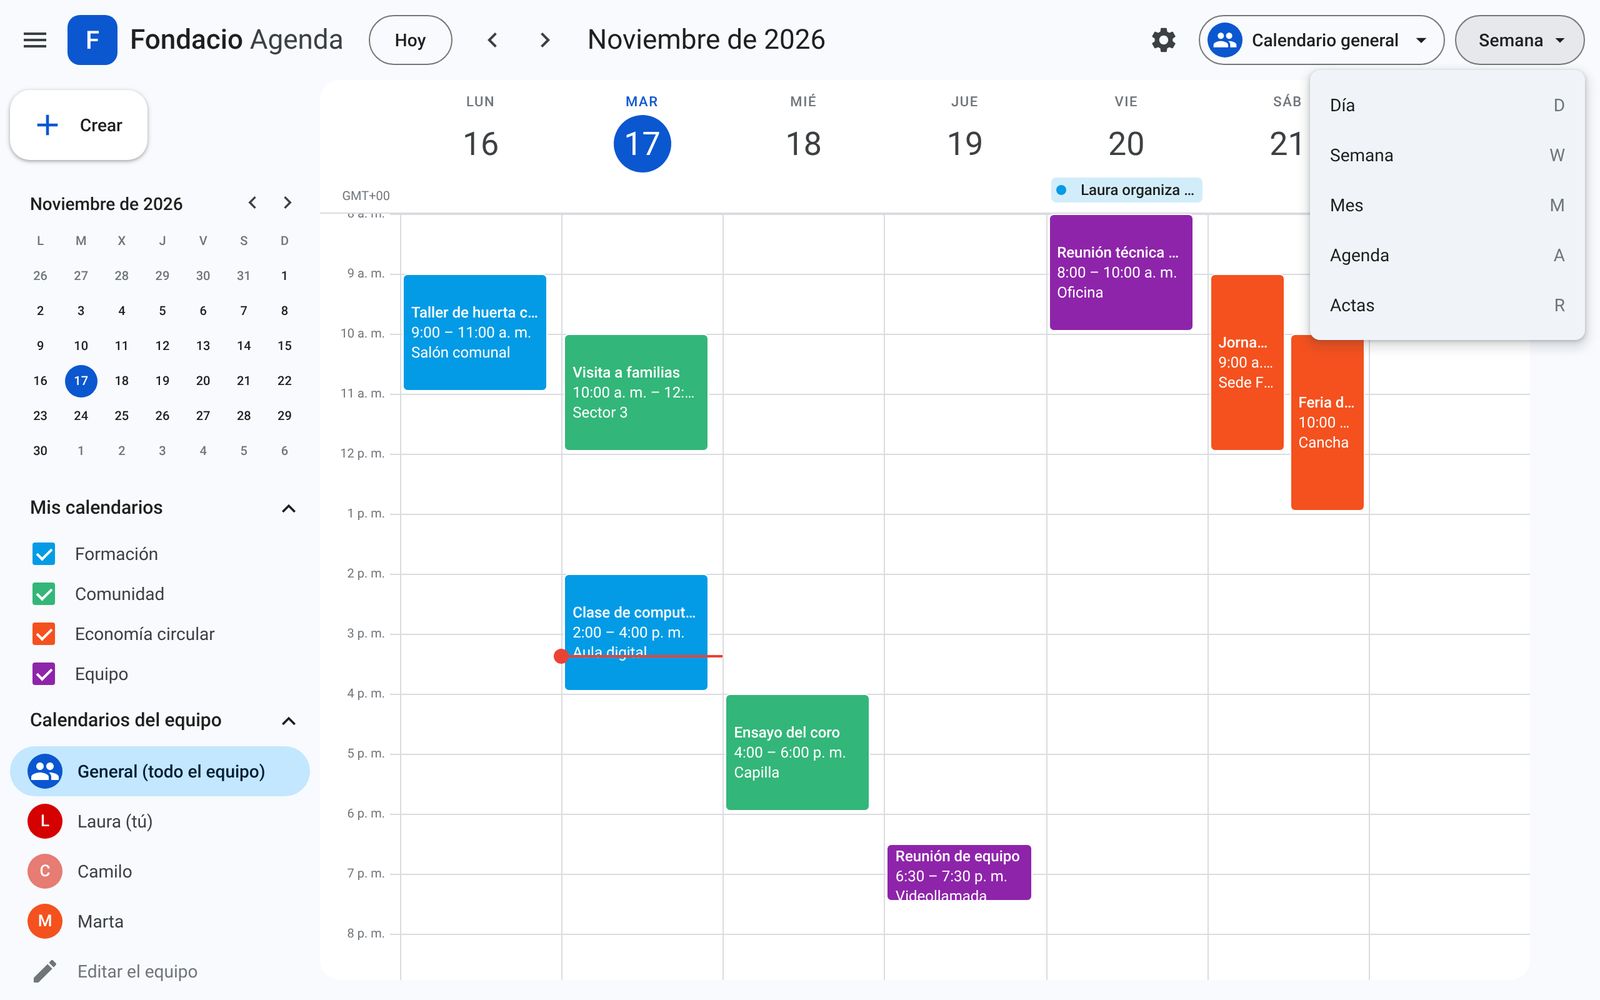 F Fondacio Agenda
Hoy
Noviembre de 2026
Calendario general
Semana
Día D
Semana W
Mes M
Agenda A
Actas R
Crear
Noviembre de 2026
L M X J V S D
26 27 28 29 30 31 1
2 3 4 5 6 7 8
9 10 11 12 13 14 15
16 17 18 19 20 21 22
23 24 25 26 27 28 29
30 1 2 3 4 5 6
Mis calendarios
Formación
Comunidad
Economía circular
Equipo
Calendarios del equipo
General (todo el equipo)
L Laura (tú)
C Camilo
M Marta
Editar el equipo
LUN MAR MIÉ JUE VIE SÁB
16 17 18 19 20 21
GMT+00
Laura organiza ...
8 a. m.
9 a. m.
10 a. m.
11 a. m.
12 p. m.
1 p. m.
2 p. m.
3 p. m.
4 p. m.
5 p. m.
6 p. m.
7 p. m.
8 p. m.
Taller de huerta c...
9:00 – 11:00 a. m.
Salón comunal
Visita a familias
10:00 a. m. – 12:...
Sector 3
Clase de comput...
2:00 – 4:00 p. m.
Aula digital
Ensayo del coro
4:00 – 6:00 p. m.
Capilla
Reunión de equipo
6:30 – 7:30 p. m.
Videollamada
Reunión técnica ...
8:00 – 10:00 a. m.
Oficina
Jorna...
9:00 a....
Sede F...
Feria d...
10:00 ...
Cancha